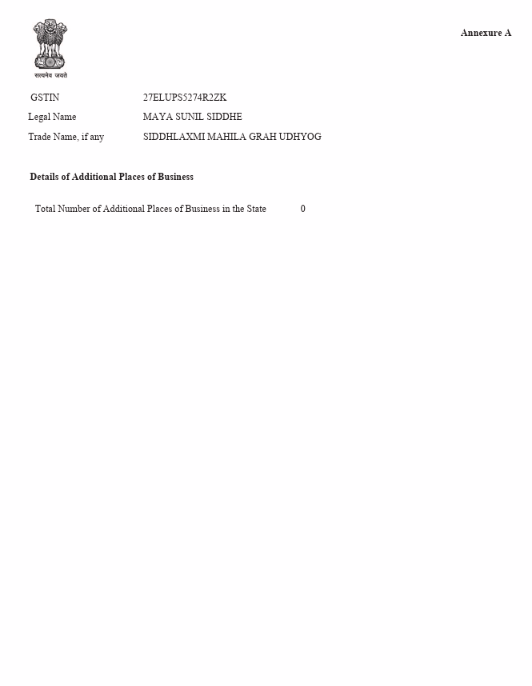 Annexure A
सत्यमेव जयते
GSTIN 27ELUPS5274R2ZK
Legal Name MAYA SUNIL SIDDHE
Trade Name, if any SIDDHLAXMI MAHILA GRAH UDHYOG
Details of Additional Places of Business
Total Number of Additional Places of Business in the State 0